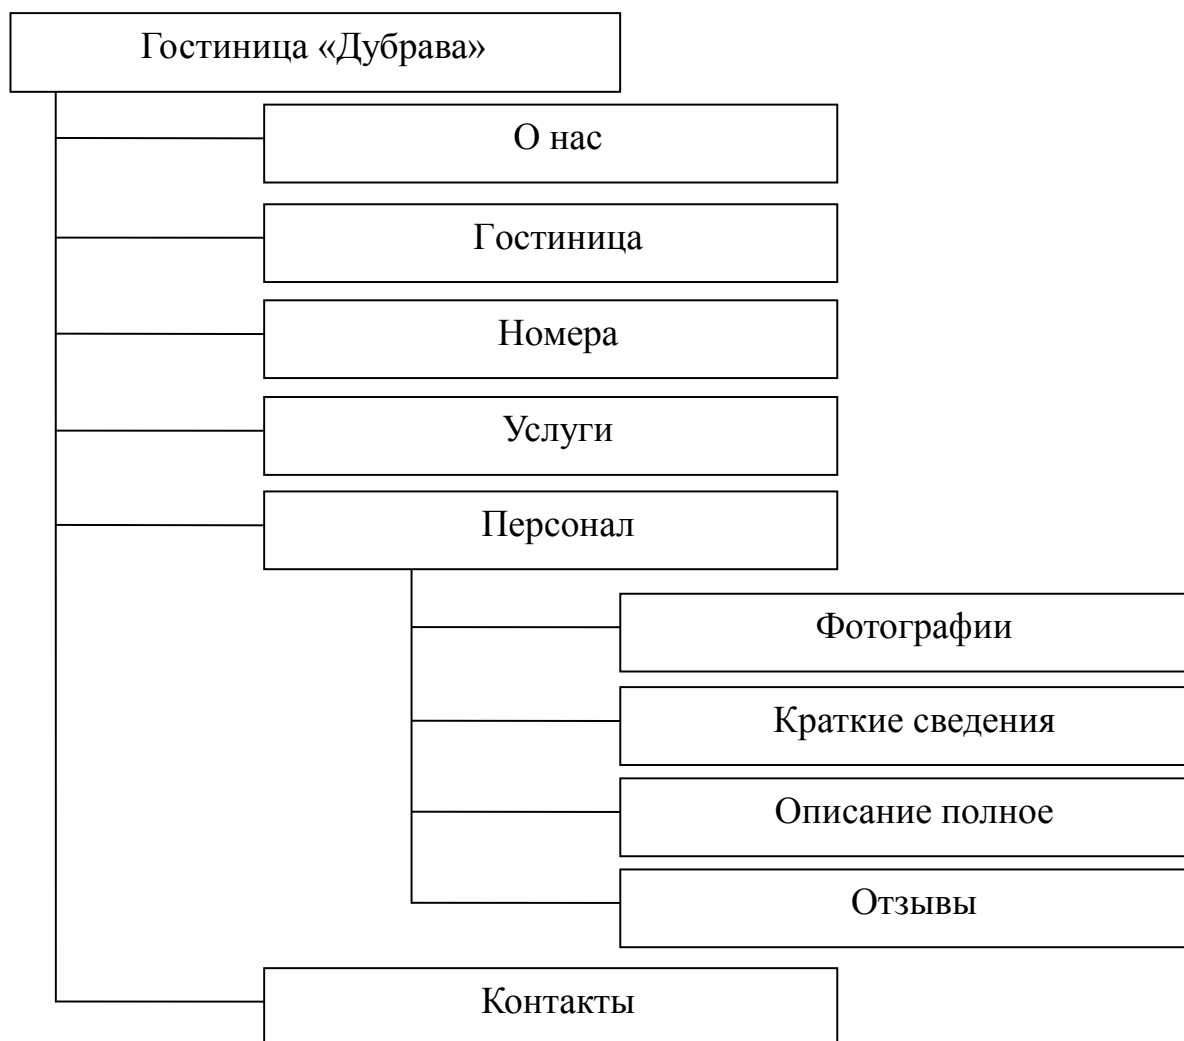 Гостиница «Дубрава»
О нас
Гостиница
Номера
Услуги
Персонал
Фотографии
Краткие сведения
Описание полное
Отзывы
Контакты